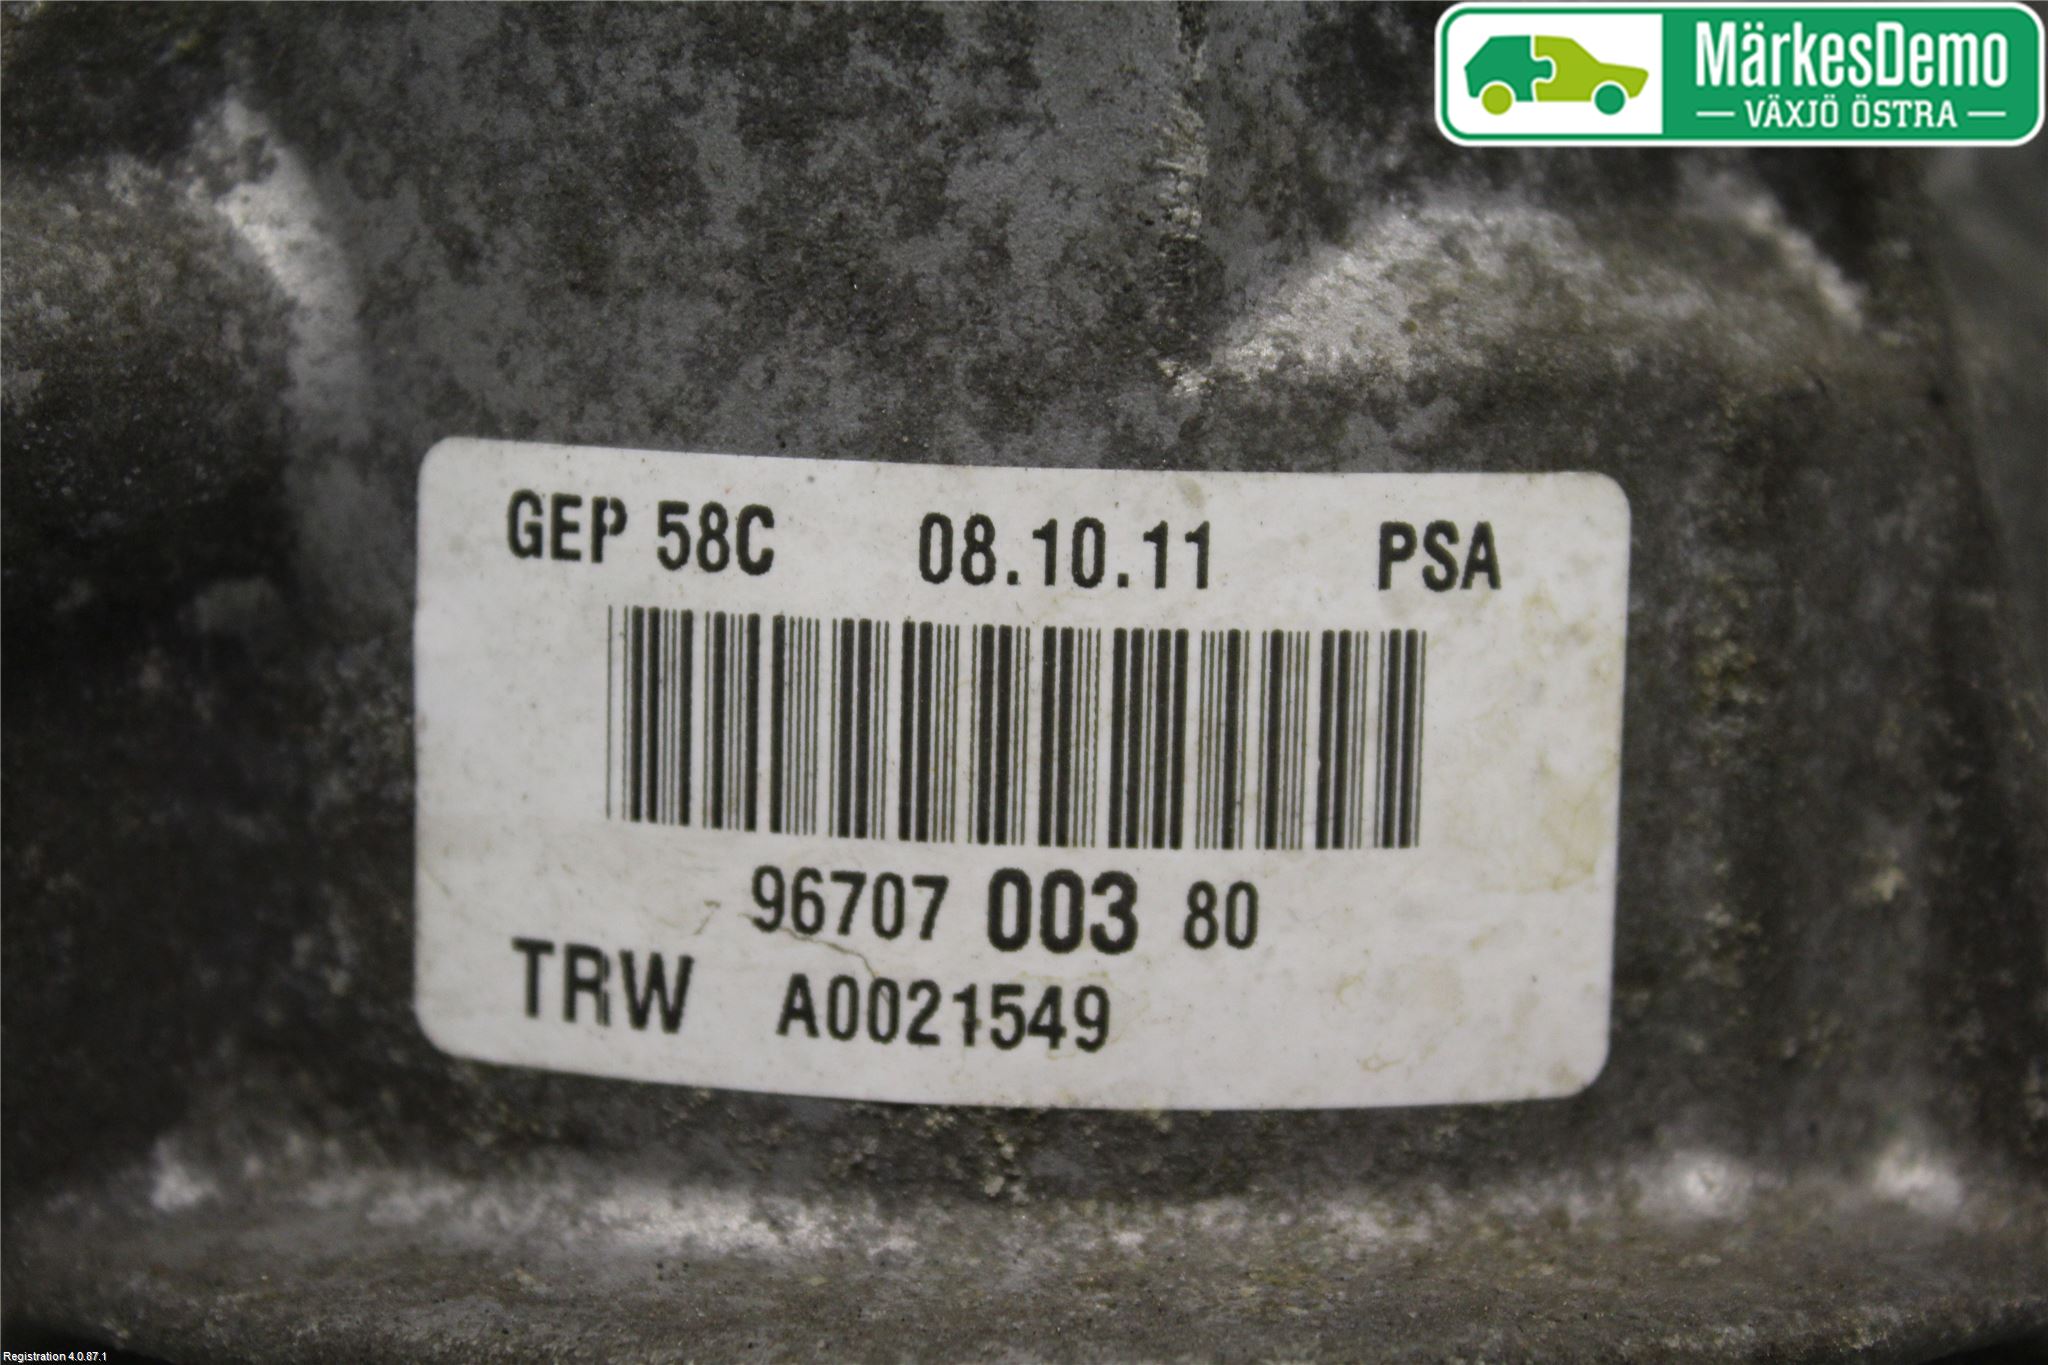 MärkesDemo
VÄXJÖ ÖSTRA
GEP 58C 08.10.11 PSA
96707 003 80
TRW A0021549
Registration 4.0.87.1